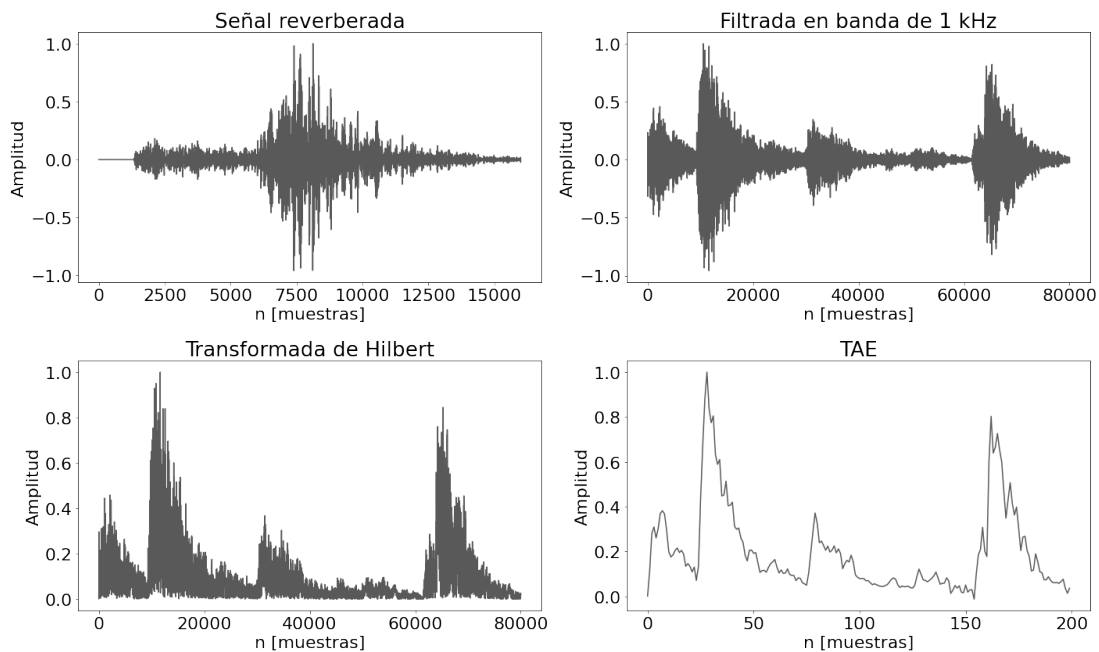 Señal reverberada
Amplitud
1.0
0.5
0.0
−0.5
−1.0
0 2500 5000 7500 10000 12500 15000
n [muestras]
Filtrada en banda de 1 kHz
Amplitud
1.0
0.5
0.0
−0.5
−1.0
0 20000 40000 60000 80000
n [muestras]
Transformada de Hilbert
Amplitud
1.0
0.8
0.6
0.4
0.2
0.0
0 20000 40000 60000 80000
n [muestras]
TAE
Amplitud
1.0
0.8
0.6
0.4
0.2
0.0
0 50 100 150 200
n [muestras]